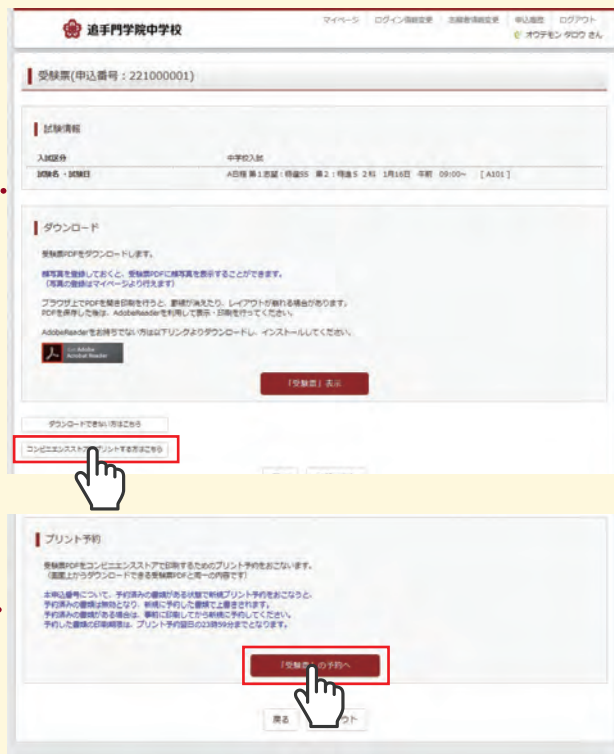 追手門学院中学校
マイページ ログイン情報変更 志願者情報変更 申込履歴 ログアウト
オウテモン タロウ さん
受験票(申込番号：221000001)
試験情報
入試区分 中学校入試
試験名・試験日 A日程 第1志望：特選SS 第2：特進S 2科 1月16日 午前 09:00～ [A101]
ダウンロード
受験票PDFをダウンロードします。
顔写真を登録しておくと、受験票PDFに顔写真を表示することができます。
（写真の登録はマイページより行えます）
ブラウザ上でPDFを開き印刷を行うと、罫線が消えたり、レイアウトが崩れる場合があります。
PDFを保存した後は、AdobeReaderを利用して表示・印刷を行ってください。
AdobeReaderをお持ちでない方は以下リンクよりダウンロードし、インストールしてください。
Get Adobe
Acrobat Reader
「受験票」表示
ダウンロードできない方はこちら
コンビニエンスストア プリントする方はこちら
プリント予約
受験票PDFをコンビニエンスストアで印刷するためのプリント予約をおこないます。
（画面上からダウンロードできる受験票PDFと同一の内容です）
本申込番号について、予約済みの書類がある状態で新規プリント予約をおこなうと、
予約済みの書類は無効となり、新規に予約した書類で上書きされます。
予約済みの書類がある場合は、事前に印刷してから新規に予約してください。
予約した書類の印刷期限は、プリント予約翌日の23時59分までとなります。
「受験票」の予約へ
戻る ウト